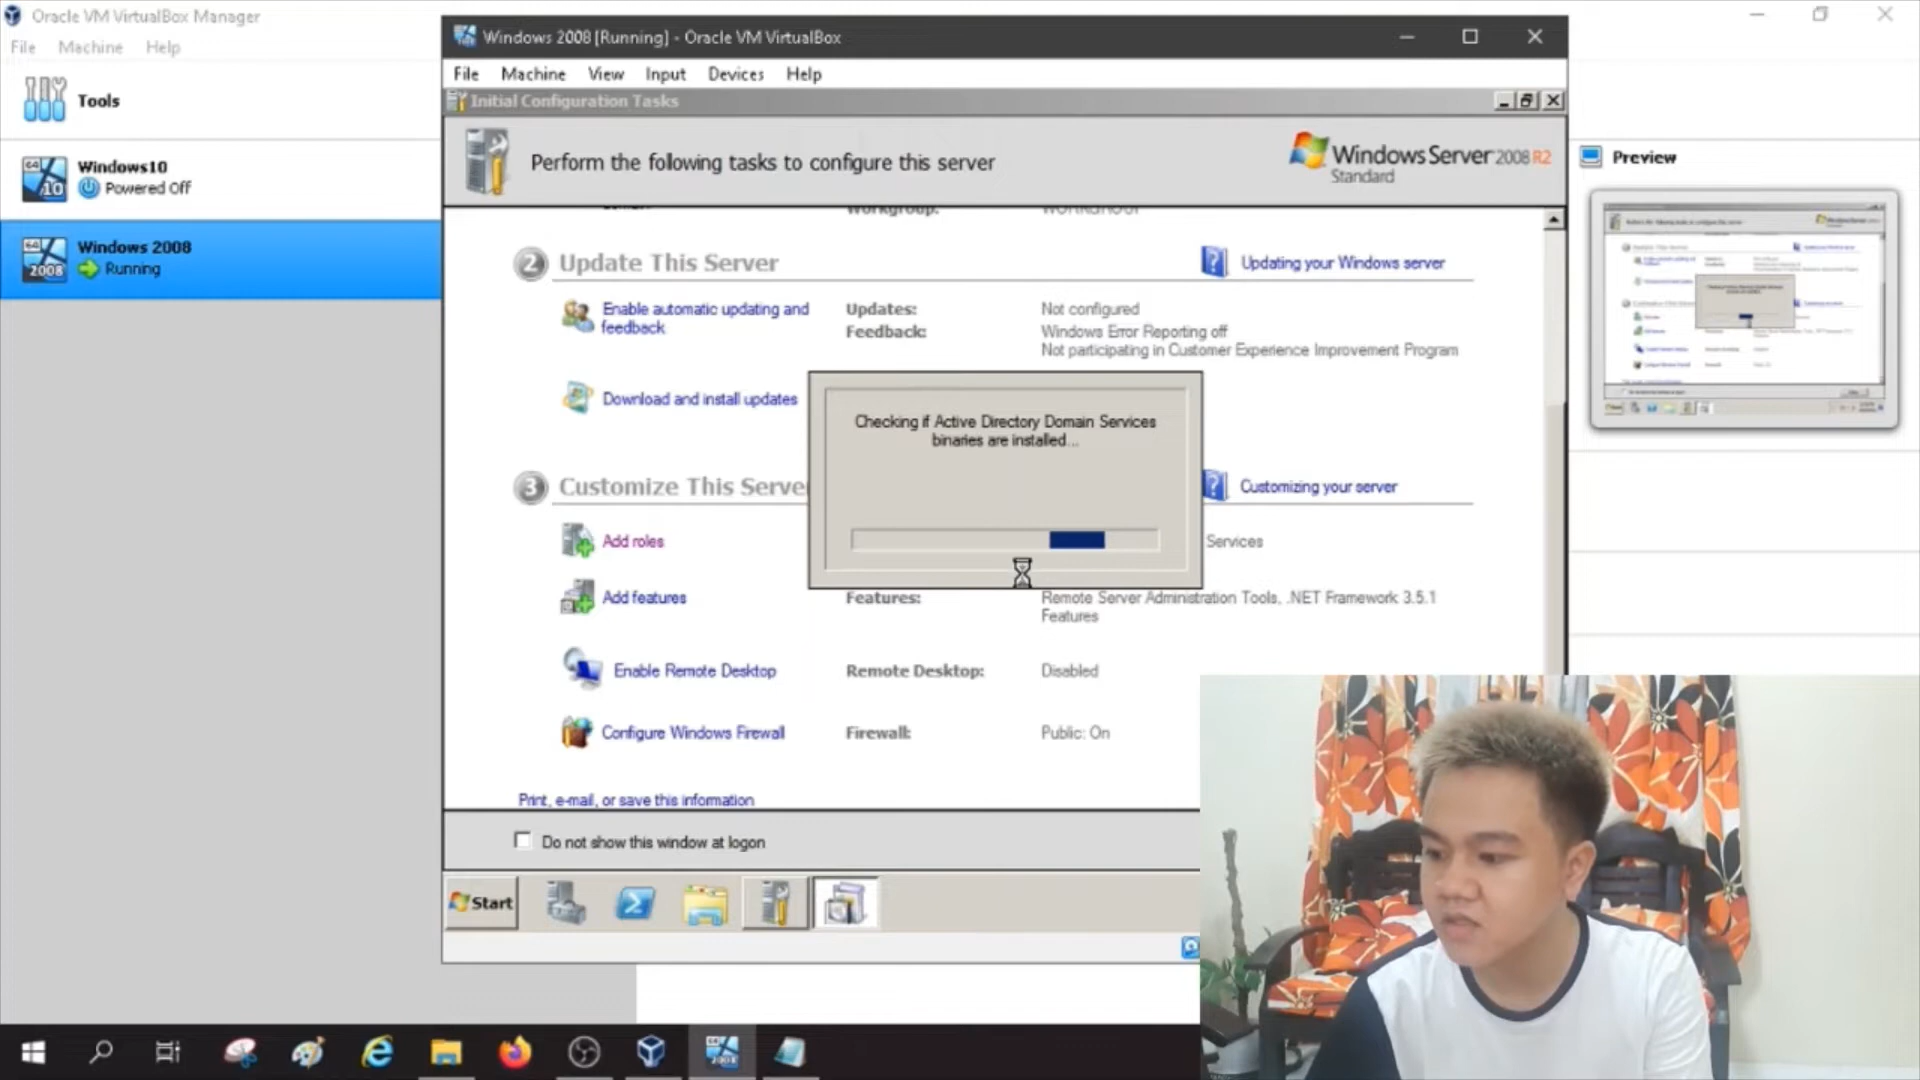 Oracle VM VirtualBox Manager
File Machine Help
Tools
Windows10
Powered Off
Windows 2008
Running
Windows 2008 [Running] - Oracle VM VirtualBox
File Machine View Input Devices Help
Initial Configuration Tasks
Perform the following tasks to configure this server
Windows Server 2008 R2
Standard
Workgroup: WORKGROUP
2 Update This Server
Updating your Windows server
Enable automatic updating and feedback
Updates: Not configured
Feedback: Windows Error Reporting off
Not participating in Customer Experience Improvement Program
Download and install updates
Checking if Active Directory Domain Services
binaries are installed...
3 Customize This Serve
Customizing your server
Add roles
Services
Add features
Features: Remote Server Administration Tools, .NET Framework 3.5.1
Features
Enable Remote Desktop
Remote Desktop: Disabled
Configure Windows Firewall
Firewall: Public: On
Print, e-mail, or save this information
Do not show this window at logon
Start
Preview